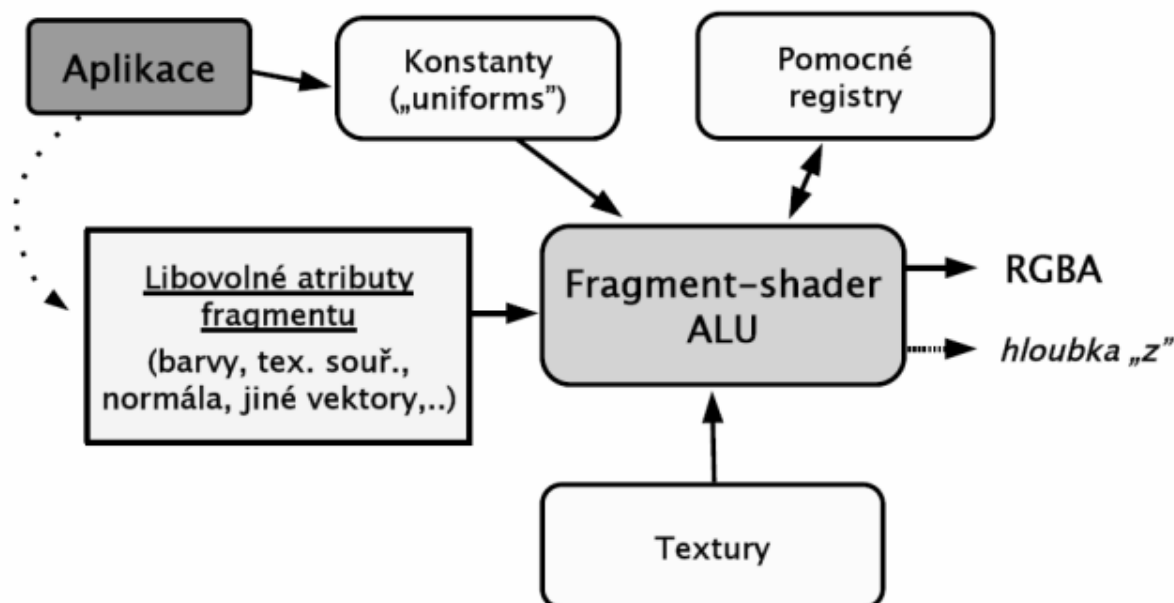 Aplikace
Konstanty
(„uniforms”)
Pomocné
registry
Libovolné atributy
fragmentu
(barvy, tex. souř.,
normála, jiné vektory,..)
Fragment-shader
ALU
RGBA
hloubka „z”
Textury